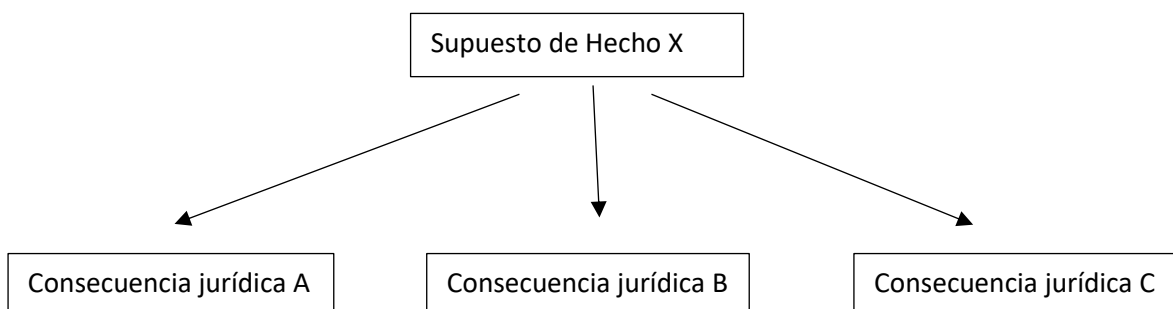 Supuesto de Hecho X
Consecuencia jurídica A
Consecuencia jurídica B
Consecuencia jurídica C